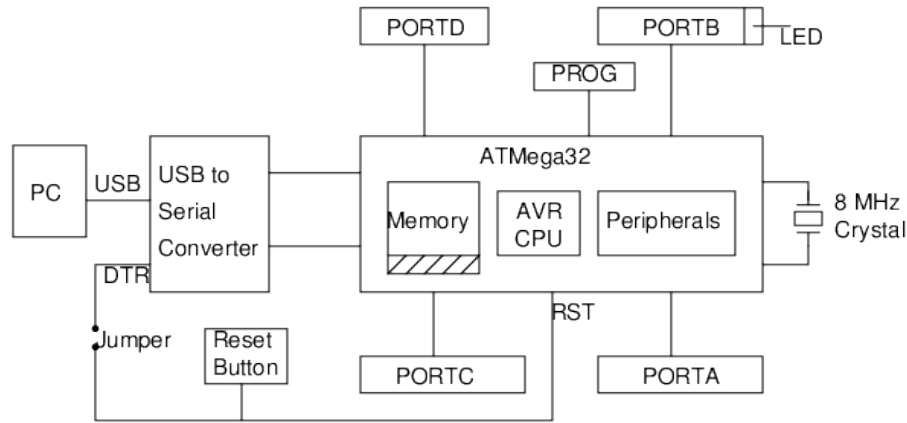 PORTD
PORTB
LED
PROG
ATMega32
PC
USB
USB to
Serial
Converter
Memory
AVR
CPU
Peripherals
8 MHz
Crystal
DTR
RST
Jumper
Reset
Button
PORTC
PORTA